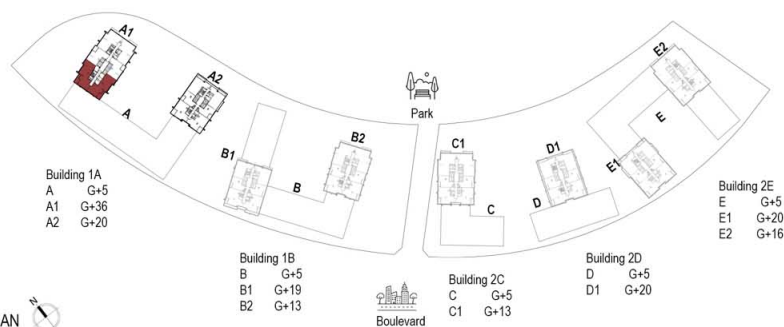 A1
A2
A
B1
B2
B
Park
C1
C
D1
D
E2
E
E1
Building 1A
A G+5
A1 G+36
A2 G+20
Building 1B
B G+5
B1 G+19
B2 G+13
Boulevard
Building 2C
C G+5
C1 G+13
Building 2D
D G+5
D1 G+20
Building 2E
E G+5
E1 G+20
E2 G+16
AN
N